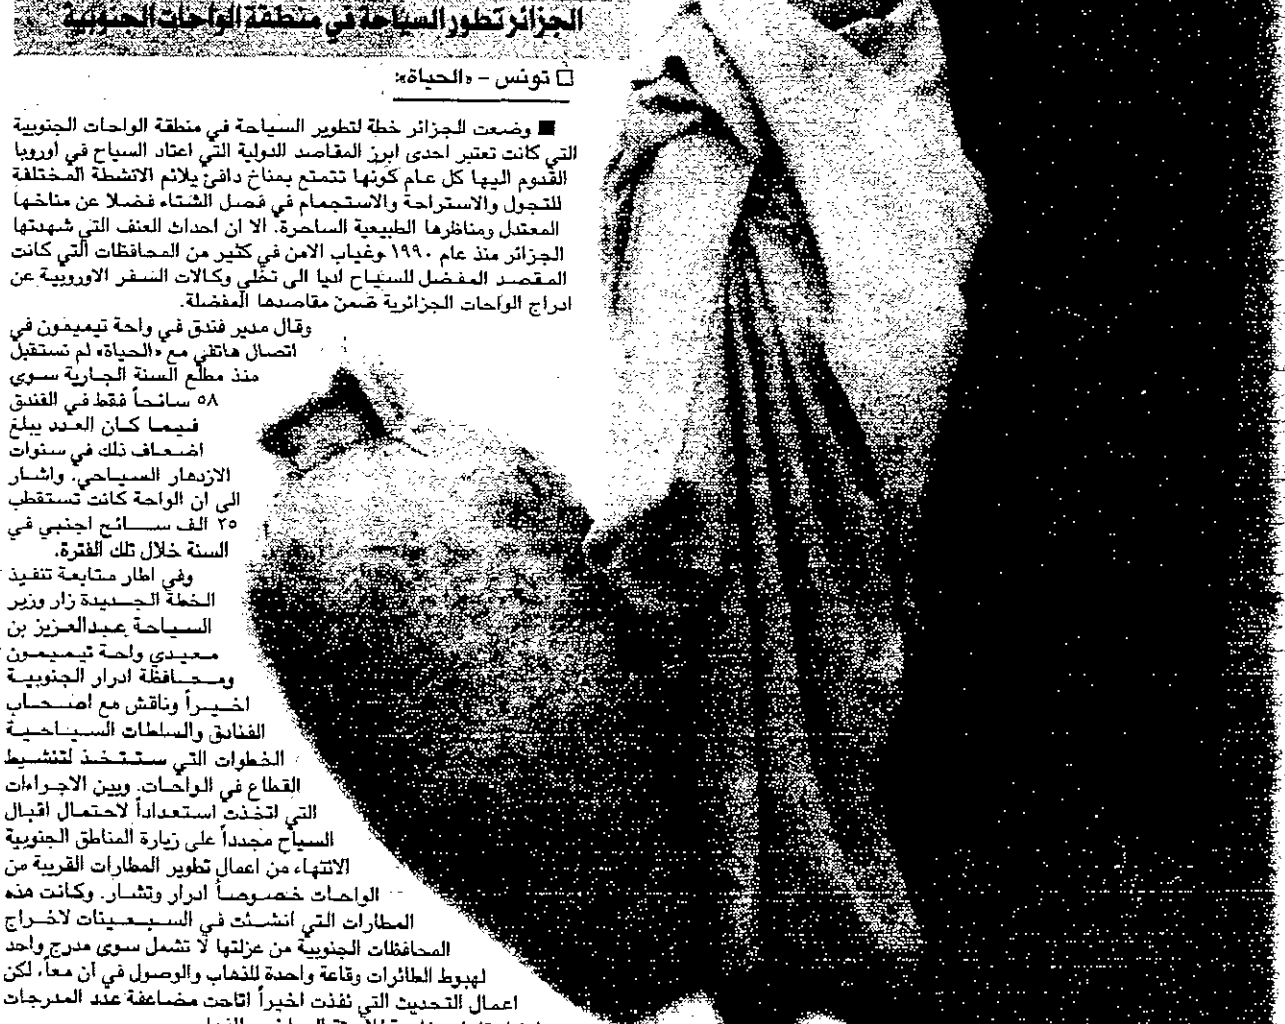 الجزائر تطور السياحة في منطقة الواحات الجنوبية
□ تونس - «الحياة»:
■ وضعت الجزائر خطة لتطوير السياحة في منطقة الواحات الجنوبية
التي كانت تعتبر احدى ابرز المقاصد الدولية التي اعتاد السياح في أوروبا
القدوم اليها كل عام كونها تتمتع بمناخ دافئ يلائم الانشطة المختلفة
للتجول والاستراحة والاستجمام في فصل الشتاء فضلا عن مناخها
المعتدل ومناظرها الطبيعية الساحرة. الا ان احداث العنف التي شهدتها
الجزائر منذ عام ١٩٩٠ وغياب الامن في كثير من المحافظات التي كانت
المقصد المفضل للسياح اديا الى تخلي وكالات السفر الاوروبية عن
ادراج الواحات الجزائرية ضمن مقاصدها المفضلة.
وقال مدير فندق في واحة تيميمون في
اتصال هاتفي مع «الحياة» لم نستقبل
منذ مطلع السنة الجارية سوى
٥٨ سائحاً فقط في الفندق
فيما كان العدد يبلغ
اضعاف ذلك في سنوات
الازدهار السياحي. واشار
الى ان الواحة كانت تستقطب
٢٥ الف سائح اجنبي في
السنة خلال تلك الفترة.
وفي اطار متابعة تنفيذ
الخطة الجديدة زار وزير
السياحة عبدالعزيز بن
معيدي واحة تيميمون
ومحافظة ادرار الجنوبية
اخيراً وناقش مع اصحاب
الفنادق والسلطات السياحية
الخطوات التي ستتخذ لتنشيط
القطاع في الواحات. وبين الاجراءات
التي اتخذت استعداداً لاحتمال اقبال
السياح مجدداً على زيارة المناطق الجنوبية
الانتهاء من اعمال تطوير المطارات القريبة من
الواحات خصوصاً ادرار وتشار. وكانت هذه
المطارات التي انشئت في السبعينات لاخراج
المحافظات الجنوبية من عزلتها لا تشمل سوى مدرج واحد
لهبوط الطائرات وقاعة واحدة للذهاب والوصول في آن معاً، لكن
اعمال التحديث التي نفذت اخيراً اتاحت مضاعفة عدد المدرجات